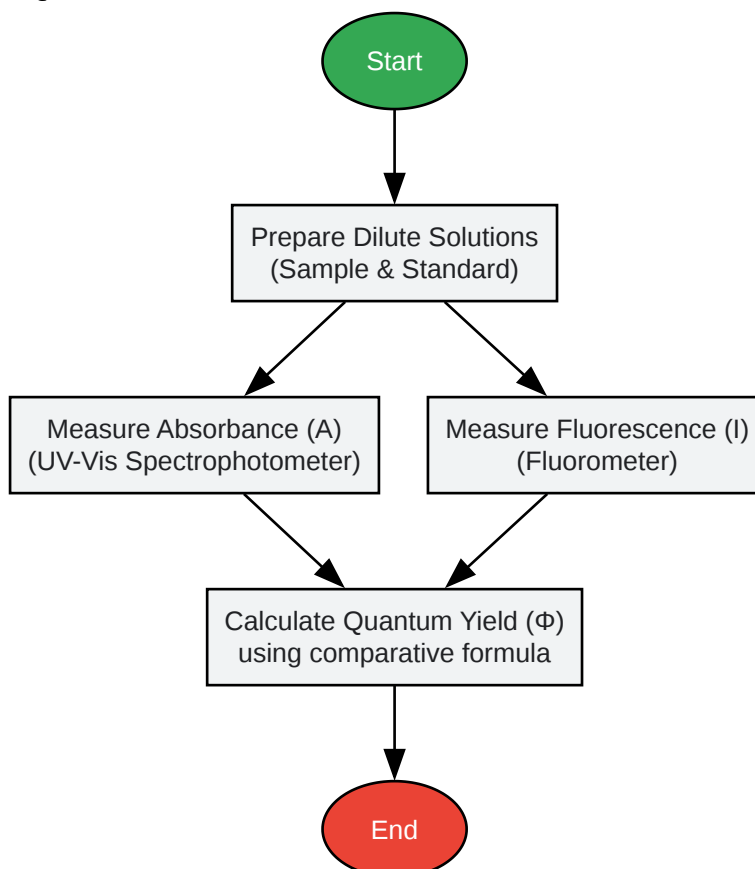 Start
Prepare Dilute Solutions
(Sample & Standard)
Measure Absorbance (A)
(UV-Vis Spectrophotometer)
Measure Fluorescence (I)
(Fluorometer)
Calculate Quantum Yield (Φ)
using comparative formula
End